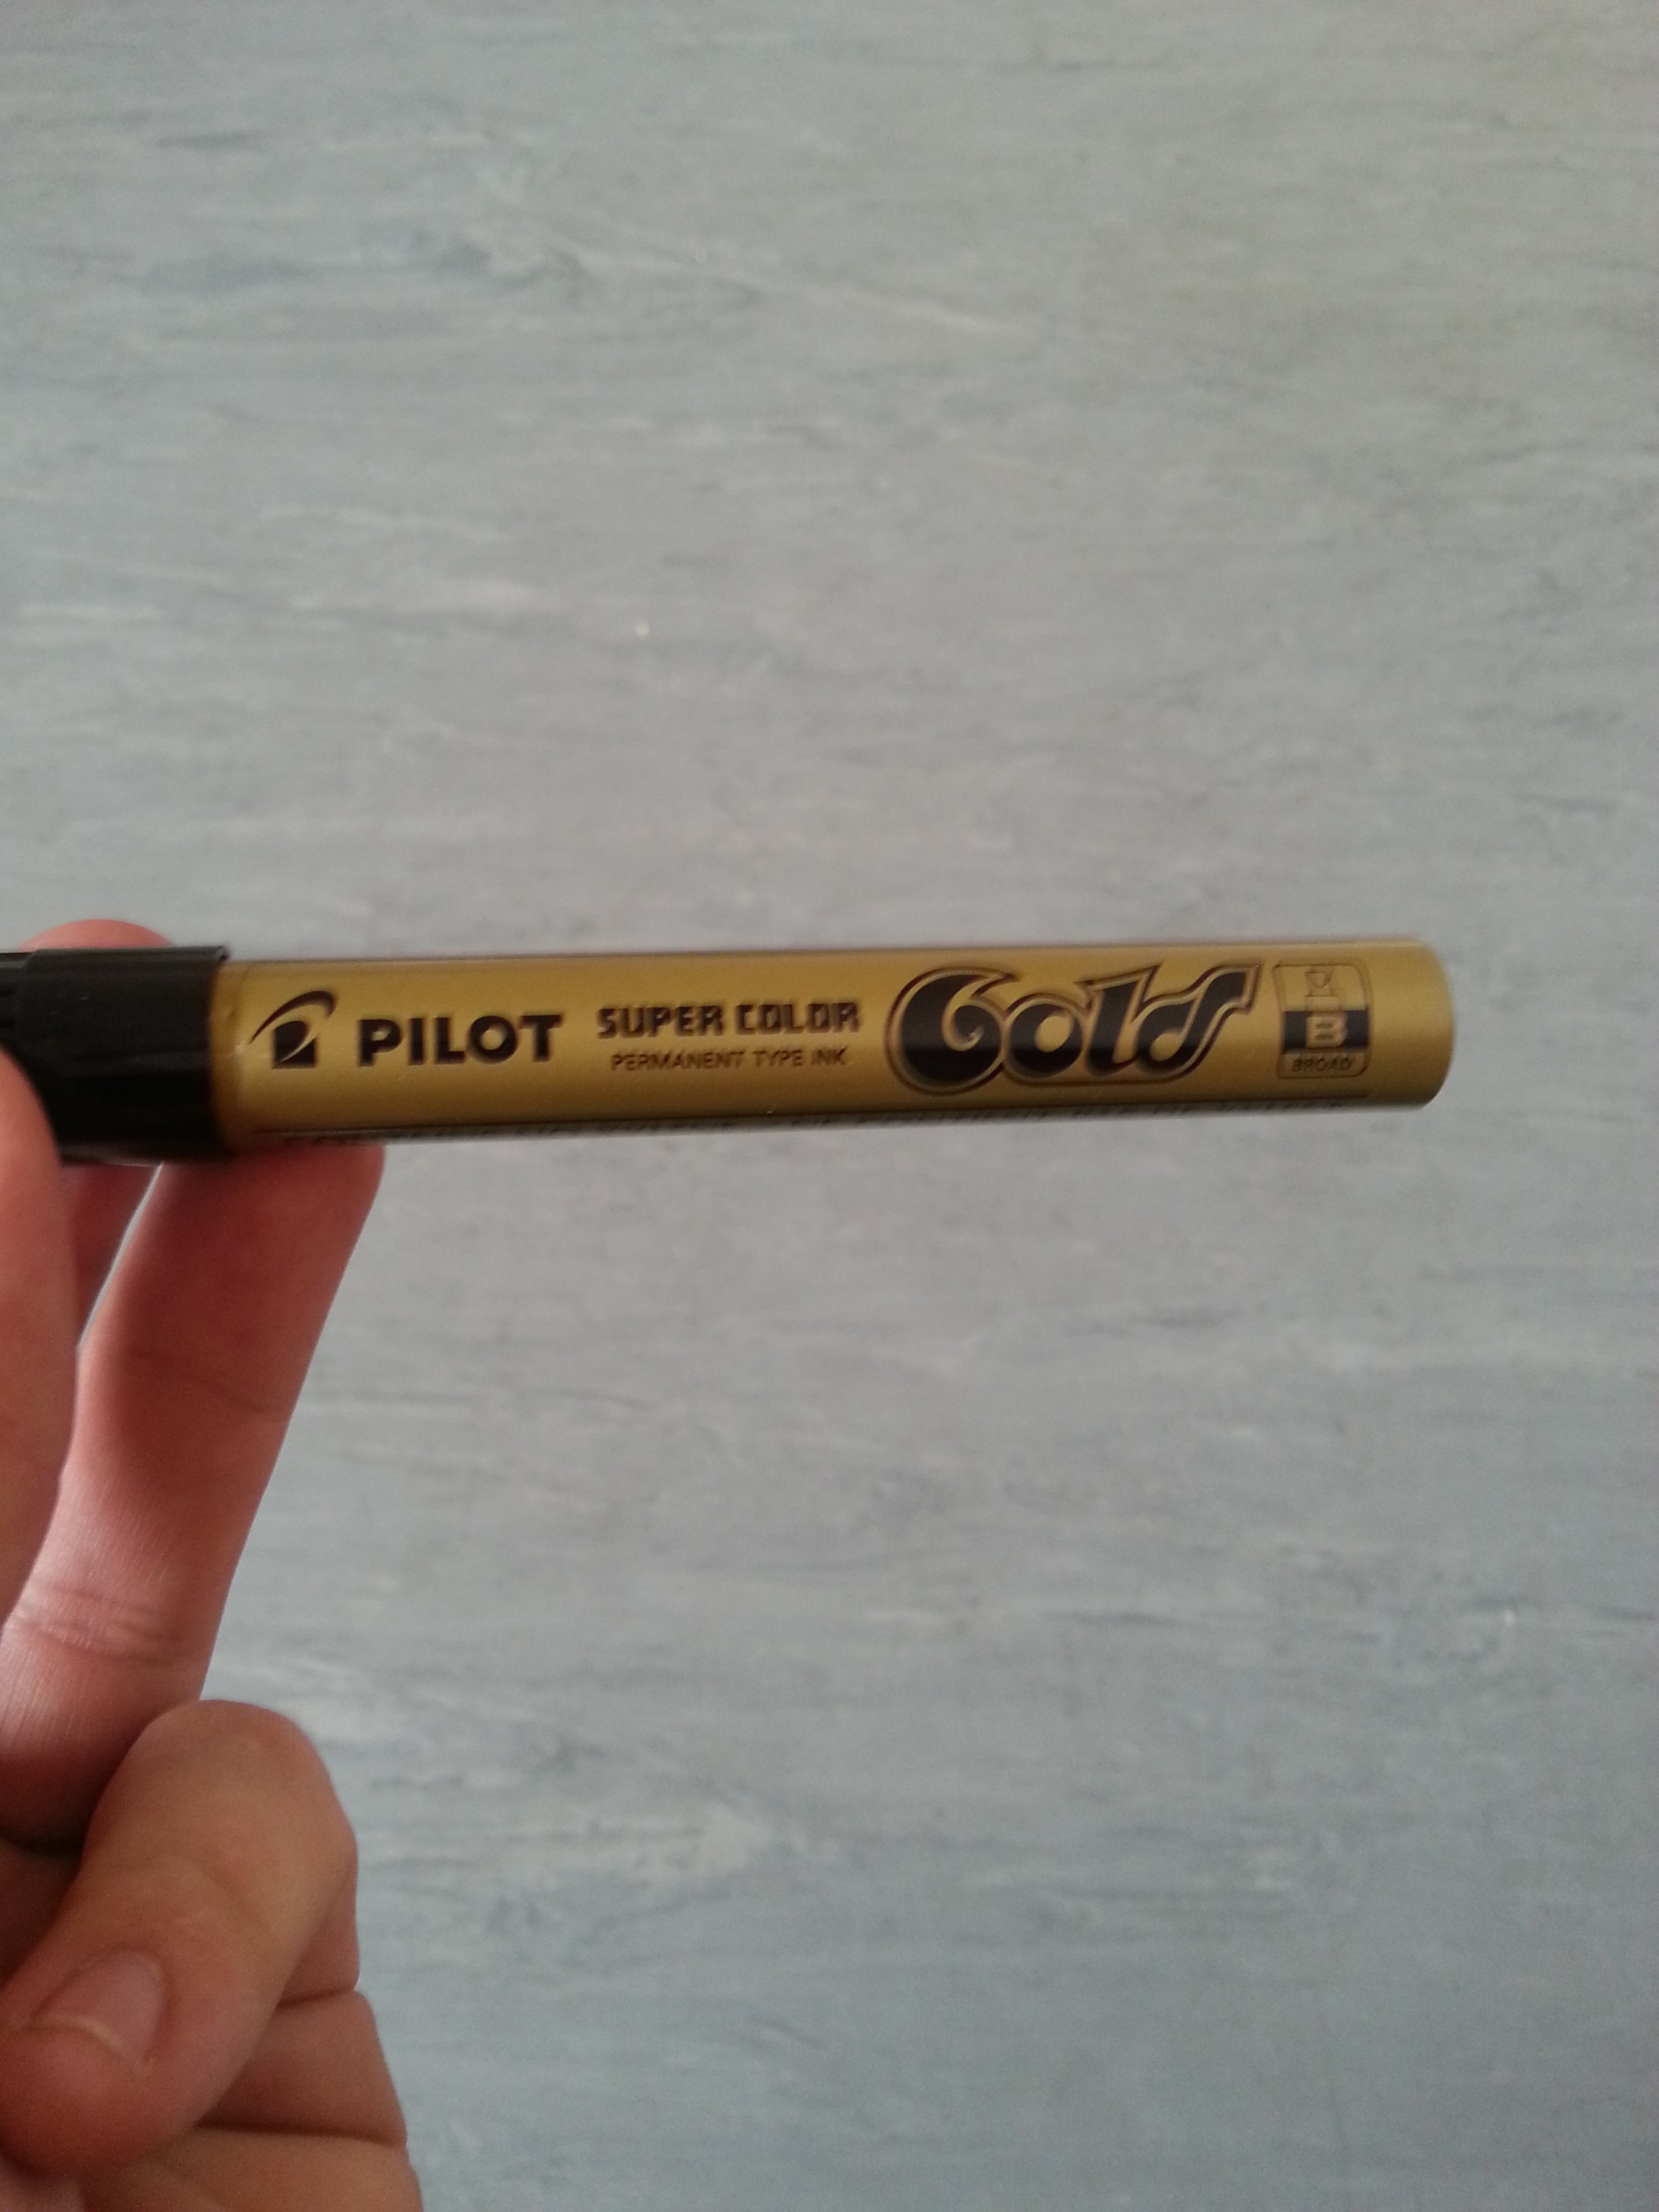 PILOT
SUPER COLOR
PERMANENT TYPE INK
Gold
B
BROAD